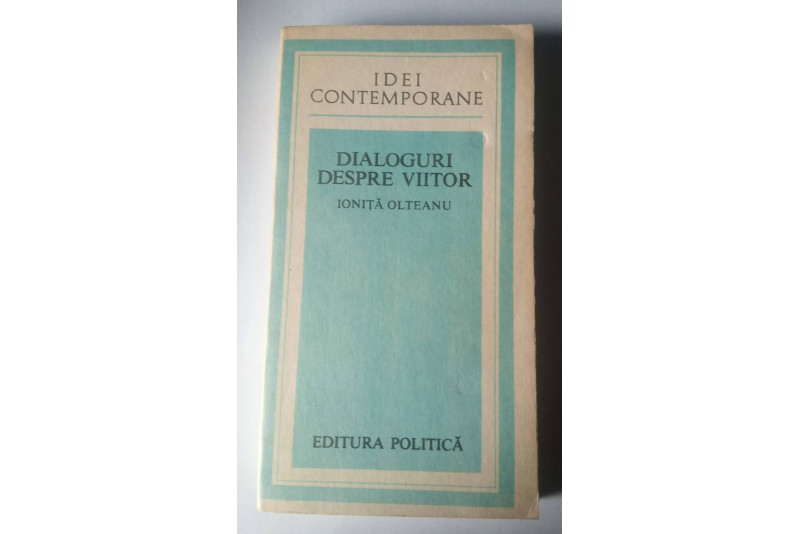 IDEI
CONTEMPORANE
DIALOGURI
DESPRE VIITOR
IONIȚĂ OLTEANU
EDITURA POLITICĂ